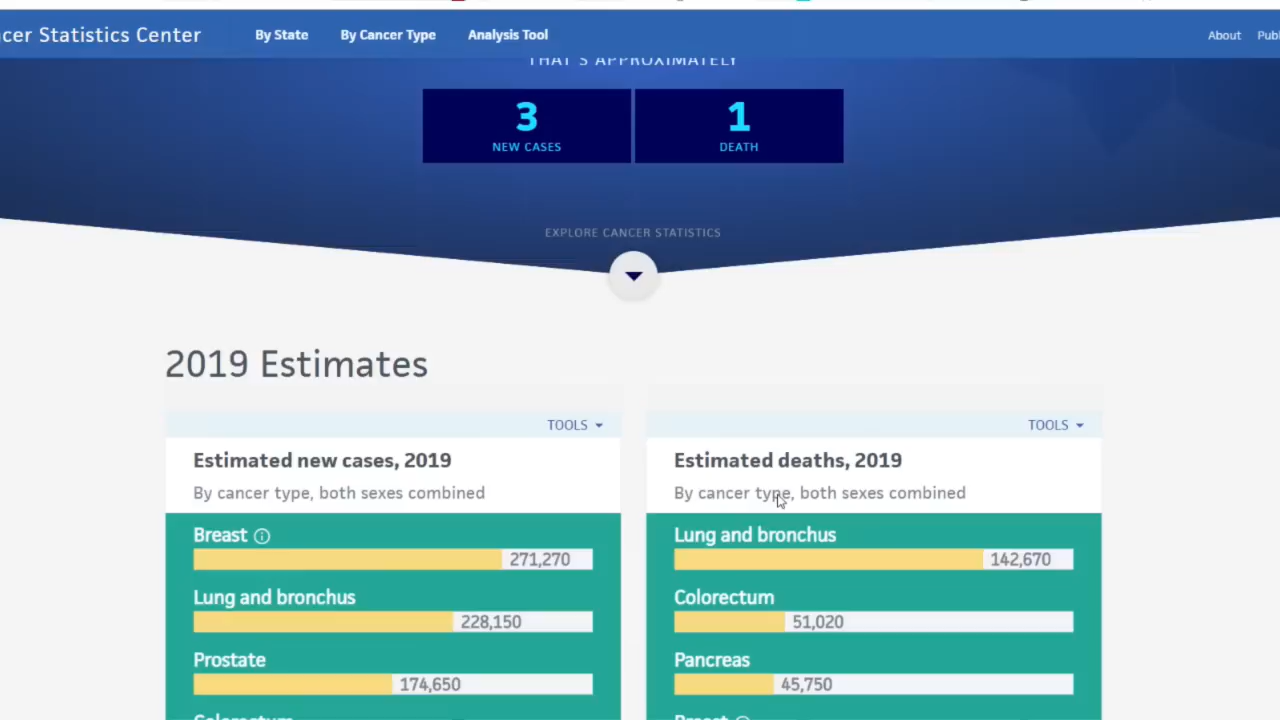 Statistics Center
By State
By Cancer Type
Analysis Tool
About
THAT'S APPROXIMATELY
3
NEW CASES
1
DEATH
EXPLORE CANCER STATISTICS
2019 Estimates
TOOLS
Estimated new cases, 2019
By cancer type, both sexes combined
Breast
271,270
Lung and bronchus
228,150
Prostate
174,650
Colorectum
TOOLS
Estimated deaths, 2019
By cancer type, both sexes combined
Lung and bronchus
142,670
Colorectum
51,020
Pancreas
45,750
Breast